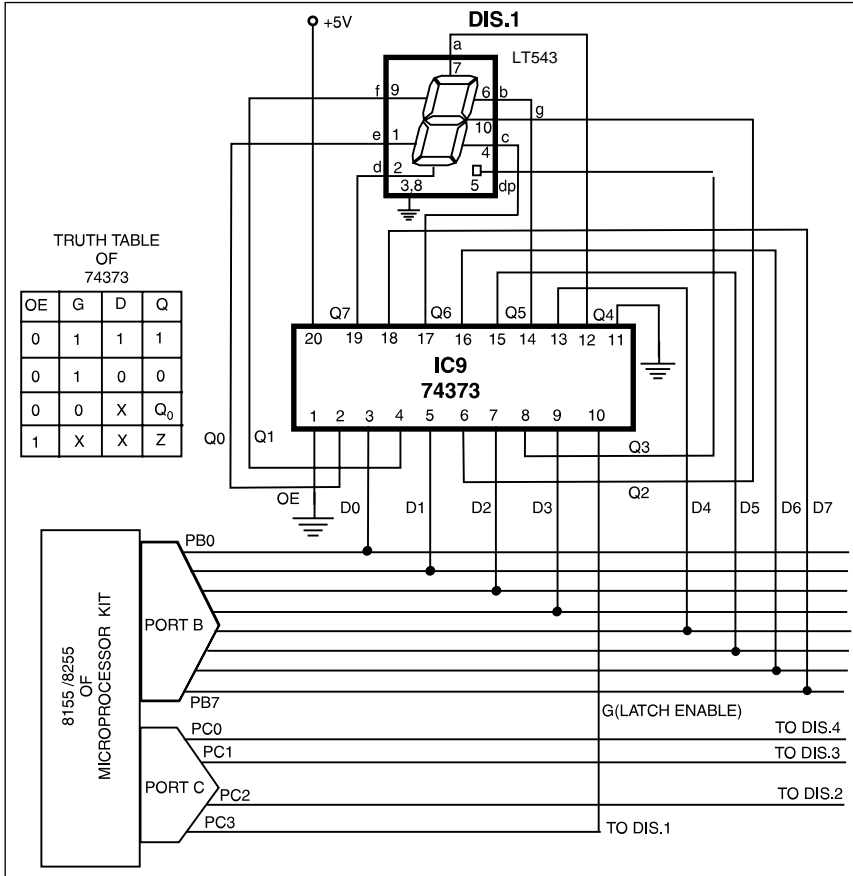 +5V
DIS.1
LT543
a
7
f 9
6 b
g
10
e 1
c
4
d 2
3,8
5
dp
TRUTH TABLE
OF
74373
OE G D Q
0 1 1 1
0 1 0 0
0 0 X Q0
1 X X Z
Q7 Q6 Q5 Q4
20 19 18 17 16 15 14 13 12 11
IC9
74373
1 2 3 4 5 6 7 8 9 10
Q0 Q1
Q3
Q2
OE D0 D1 D2 D3 D4 D5 D6 D7
PB0
PORT B
PB7
8155 /8255
OF
MICROPROCESSOR KIT
G(LATCH ENABLE)
PC0 TO DIS.4
PC1 TO DIS.3
PORT C
PC2 TO DIS.2
PC3 TO DIS.1